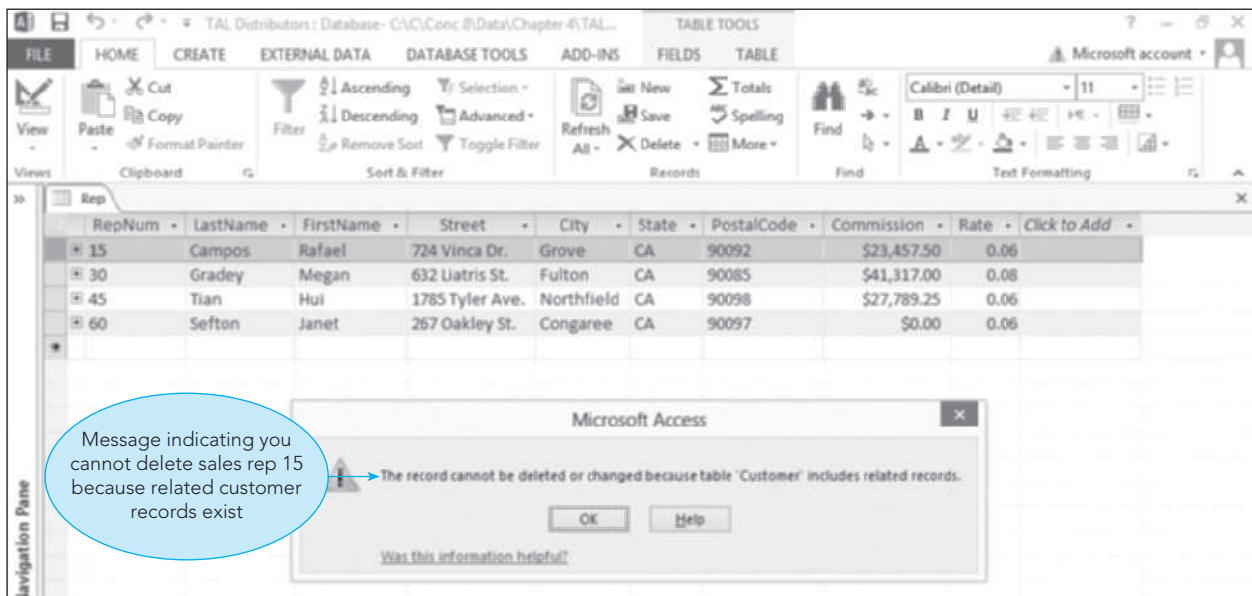 TAL Distributors : Database- C:\C\Conc 8\Data\Chapter 4\TAL... TABLE TOOLS ?
FILE HOME CREATE EXTERNAL DATA DATABASE TOOLS ADD-INS FIELDS TABLE Microsoft account
View
Paste
Cut
Copy
Format Painter
Filter
Ascending
Descending
Remove Sort
Selection
Advanced
Toggle Filter
Refresh All
New
Save
Delete
Totals
Spelling
More
Find
Calibri (Detail) 11
B I U
Views Clipboard Sort & Filter Records Find Text Formatting
Rep
RepNum LastName FirstName Street City State PostalCode Commission Rate Click to Add
15 Campos Rafael 724 Vinca Dr. Grove CA 90092 $23,457.50 0.06
30 Gradey Megan 632 Liatris St. Fulton CA 90085 $41,317.00 0.08
45 Tian Hui 1785 Tyler Ave. Northfield CA 90098 $27,789.25 0.06
60 Sefton Janet 267 Oakley St. Congaree CA 90097 $0.00 0.06
Message indicating you
cannot delete sales rep 15
because related customer
records exist
Microsoft Access
The record cannot be deleted or changed because table 'Customer' includes related records.
OK Help
Was this information helpful?
Navigation Pane